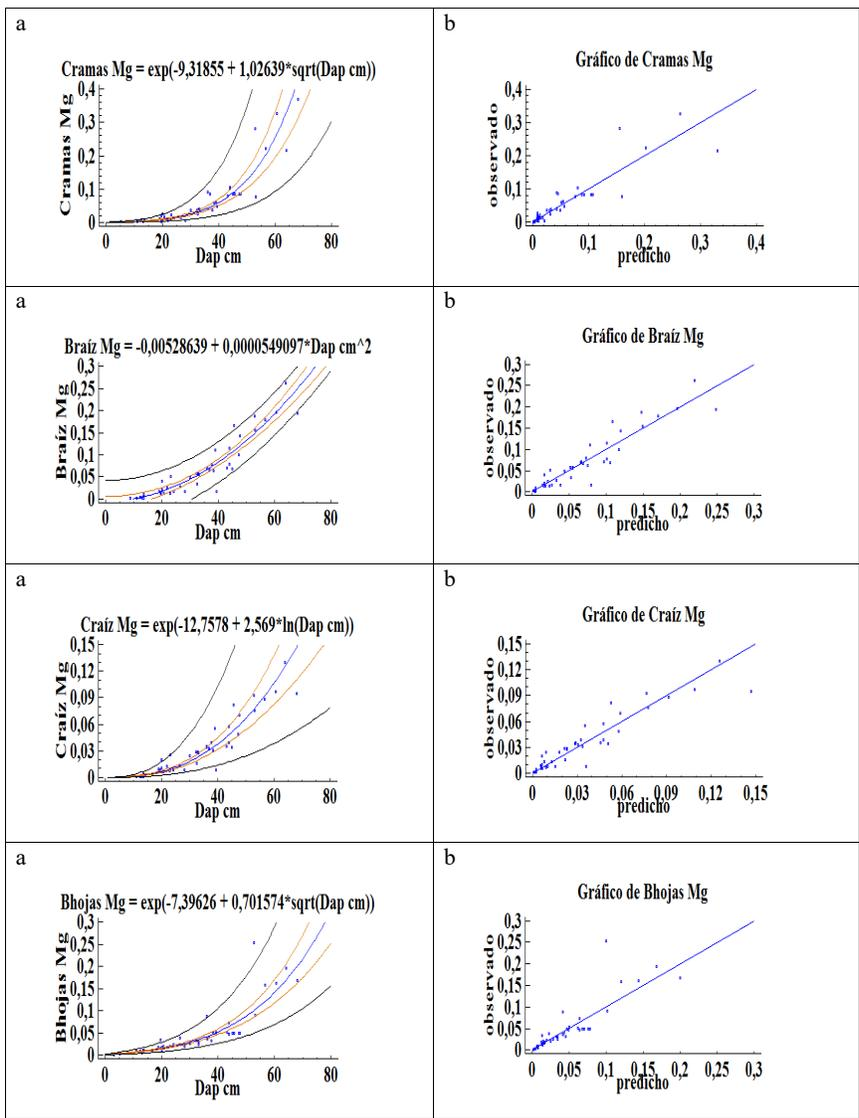 a
Cramas Mg = exp(-9,31855 + 1,02639*sqrt(Dap cm))
Cramas Mg
0,4
0,3
0,2
0,1
0
0 20 40 60 80
Dap cm
b
Gráfico de Cramas Mg
observado
0,4
0,3
0,2
0,1
0
0 0,1 0,2 0,3 0,4
predicho
a
Braíz Mg = -0,00528639 + 0,0000549097*Dap cm^2
Braíz Mg
0,3
0,25
0,2
0,15
0,1
0,05
0
0 20 40 60 80
Dap cm
b
Gráfico de Braíz Mg
observado
0,3
0,25
0,2
0,15
0,1
0,05
0
0 0,05 0,1 0,15 0,2 0,25 0,3
predicho
a
Craíz Mg = exp(-12,7578 + 2,569*ln(Dap cm))
Craíz Mg
0,15
0,12
0,09
0,06
0,03
0
0 20 40 60 80
Dap cm
b
Gráfico de Craíz Mg
observado
0,15
0,12
0,09
0,06
0,03
0
0 0,03 0,06 0,09 0,12 0,15
predicho
a
Bhojas Mg = exp(-7,39626 + 0,701574*sqrt(Dap cm))
Bhojas Mg
0,3
0,25
0,2
0,15
0,1
0,05
0
0 20 40 60 80
Dap cm
b
Gráfico de Bhojas Mg
observado
0,3
0,25
0,2
0,15
0,1
0,05
0
0 0,05 0,1 0,15 0,2 0,25 0,3
predicho